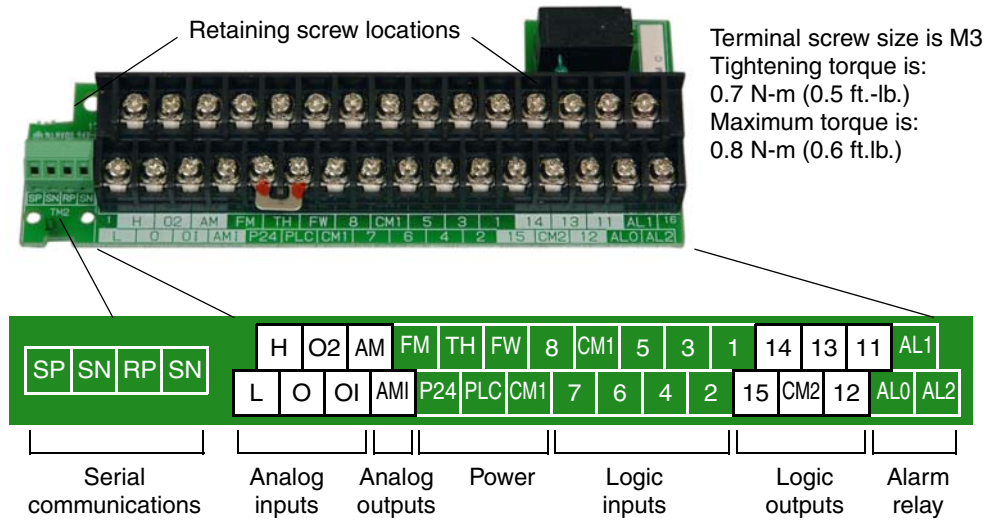 Retaining screw locations
Terminal screw size is M3
Tightening torque is:
0.7 N-m (0.5 ft.-lb.)
Maximum torque is:
0.8 N-m (0.6 ft.lb.)
SP SN RP SN
TM2
1 H O2 AM FM TH FW 8 CM1 5 3 1 14 13 11 AL1 16
L O OI AMI P24 PLC CM1 7 6 4 2 15 CM2 12 AL0 AL2
H O2 AM FM TH FW 8 CM1 5 3 1 14 13 11 AL1
SP SN RP SN
L O OI AMI P24 PLC CM1 7 6 4 2 15 CM2 12 AL0 AL2
Serial communications
Analog inputs
Analog outputs
Power
Logic inputs
Logic outputs
Alarm relay